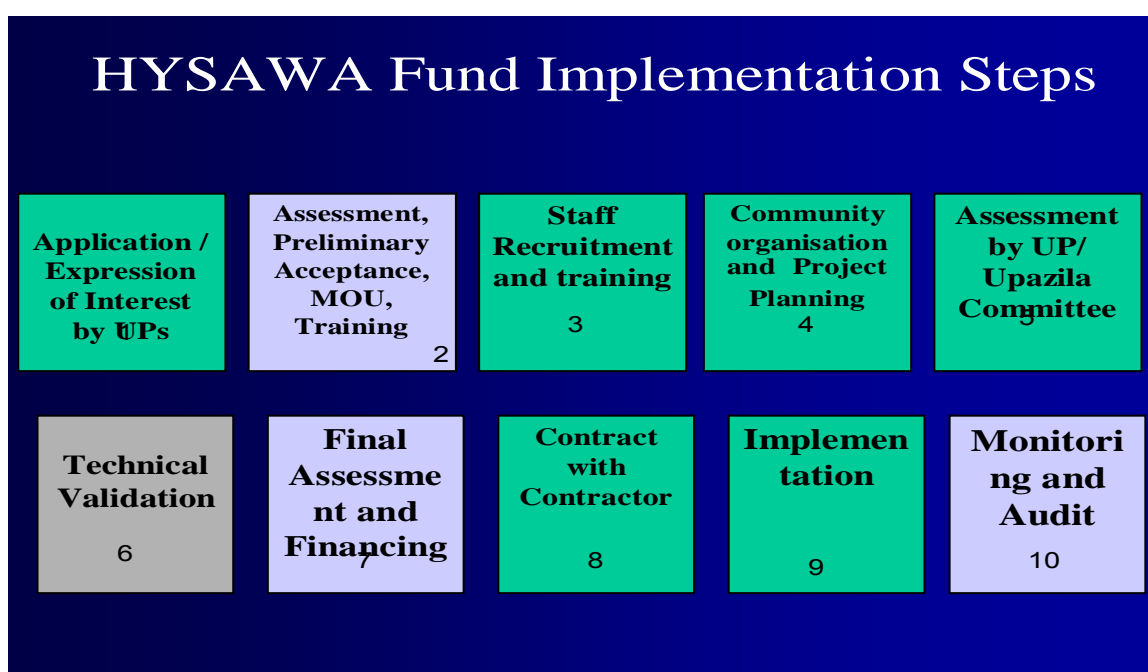 HYSAWA Fund Implementation Steps
Application /
Expression
of Interest
by UPs
1
Assessment,
Preliminary
Acceptance,
MOU,
Training
2
Staff
Recruitment
and training
3
Community
organisation
and Project
Planning
4
Assessment
by UP/
Upazila
Committee
5
Technical
Validation
6
Final
Assessme
nt and
Financing
7
Contract
with
Contractor
8
Implemen
tation
9
Monitori
ng and
Audit
10